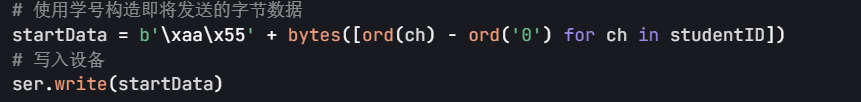 # 使用学号构造即将发送的字节数据
startData = b'\xaa\x55' + bytes([ord(ch) - ord('0') for ch in studentID])
# 写入设备
ser.write(startData)